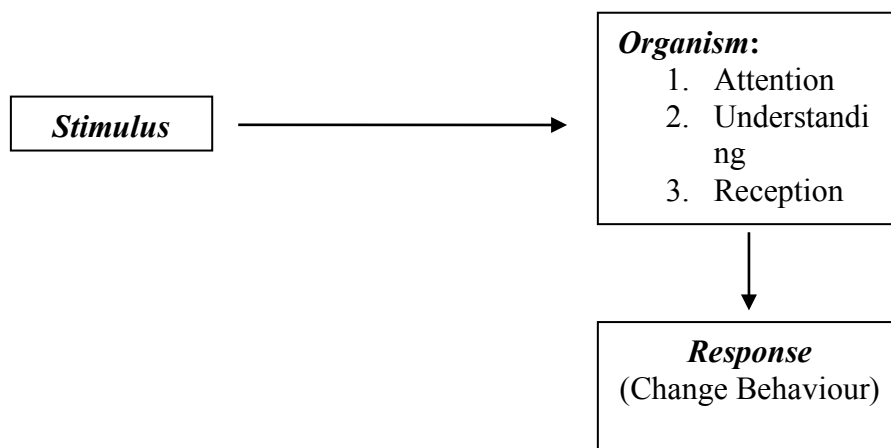 Stimulus
Organism:
1. Attention
2. Understandi
ng
3. Reception
Response
(Change Behaviour)